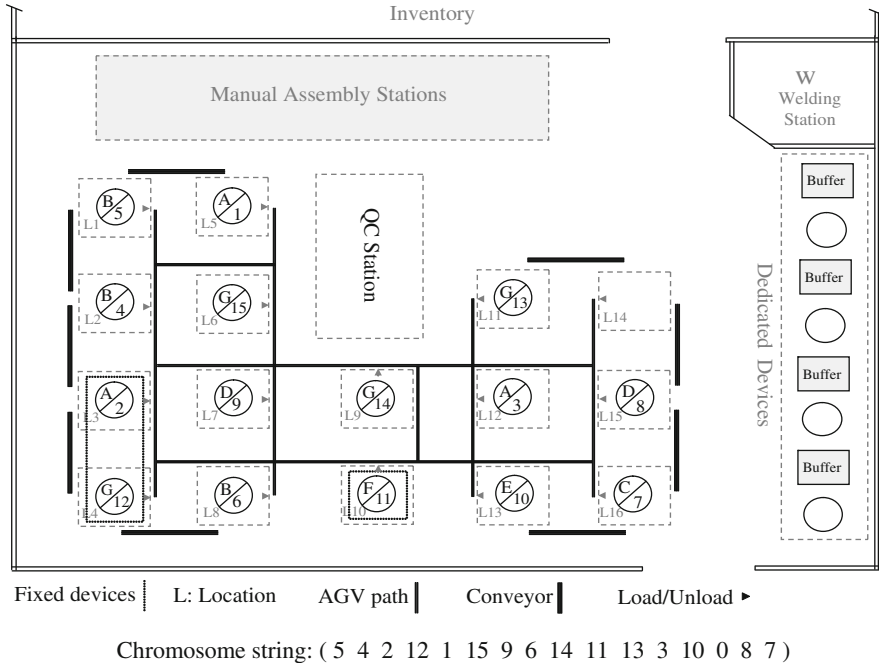 Inventory
Manual Assembly Stations
W
Welding
Station
Buffer
Buffer
Buffer
Buffer
Dedicated Devices
QC Station
B 5
L1
A 1
L5
B 4
L2
G 15
L6
G 13
L11
L14
A 2
L3
D 9
L7
G 14
L9
A 3
L12
D 8
L15
G 12
L4
B 6
L8
F 11
L10
E 10
L13
C 7
L16
Fixed devices
L: Location
AGV path
Conveyor
Load/Unload
Chromosome string: ( 5 4 2 12 1 15 9 6 14 11 13 3 10 0 8 7 )